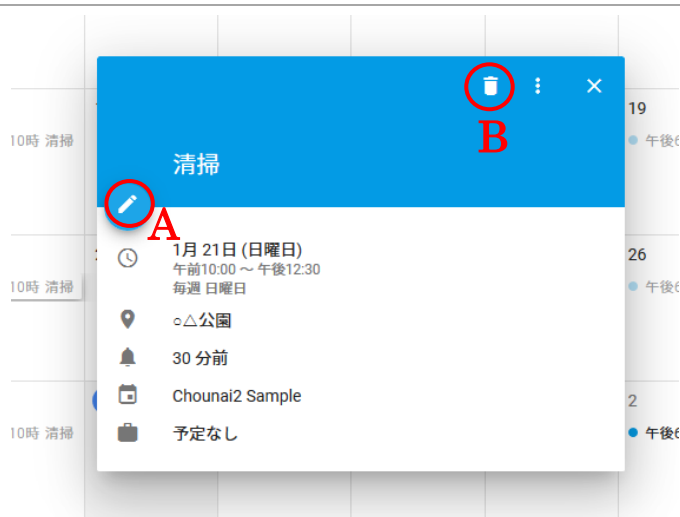 19
10時 清掃
午後6
B
清掃
A
1月 21日 (日曜日)
午前10:00 ～ 午後12:30
毎週 日曜日
26
10時 清掃
午後6
○△公園
30 分前
Chounai2 Sample
2
10時 清掃
予定なし
午後6